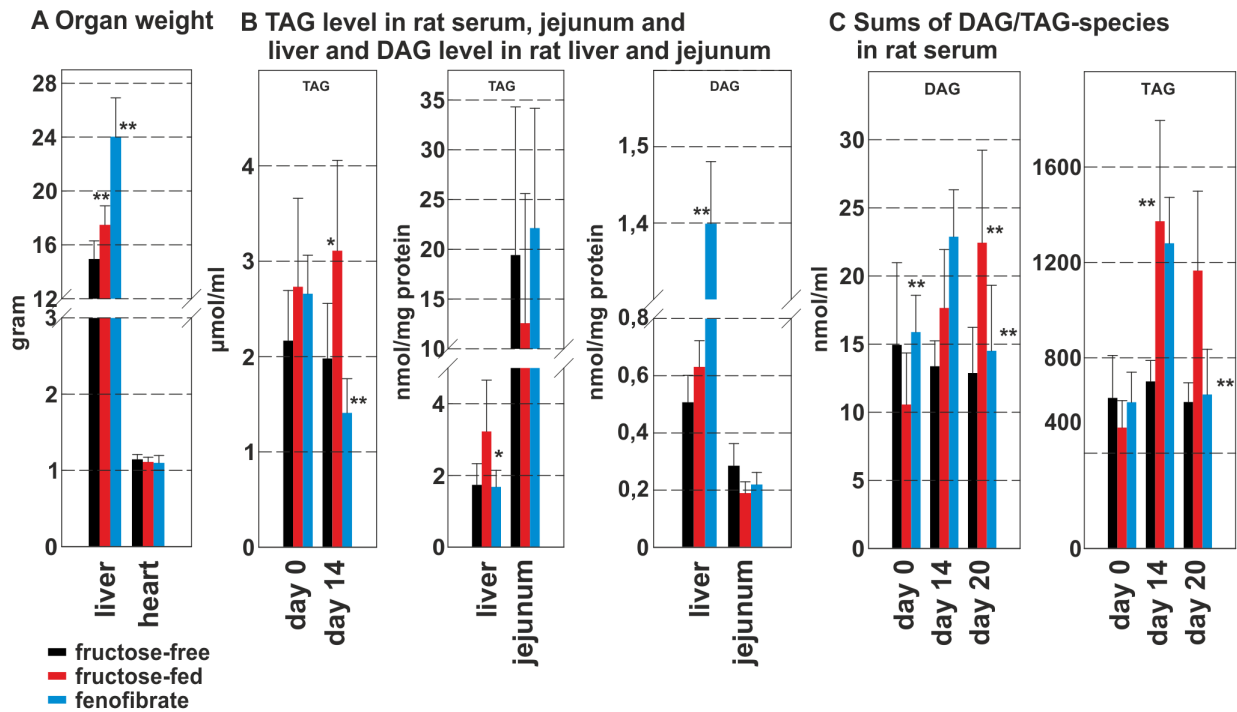 A Organ weight
B TAG level in rat serum, jejunum and
liver and DAG level in rat liver and jejunum
C Sums of DAG/TAG-species
in rat serum
gram
28
24
20
16
12
3
2
1
0
**
**
liver
heart
TAG
µmol/ml
4
3
2
1
0
*
**
day 0
day 14
TAG
nmol/mg protein
35
30
25
20
15
10
4
2
0
*
liver
jejunum
DAG
nmol/mg protein
1,5
1,4
0,8
0,6
0,4
0,2
0
**
liver
jejunum
DAG
nmol/ml
30
25
20
15
10
5
0
**
**
**
day 0
day 14
day 20
TAG
1600
1200
800
400
0
**
**
day 0
day 14
day 20
fructose-free
fructose-fed
fenofibrate